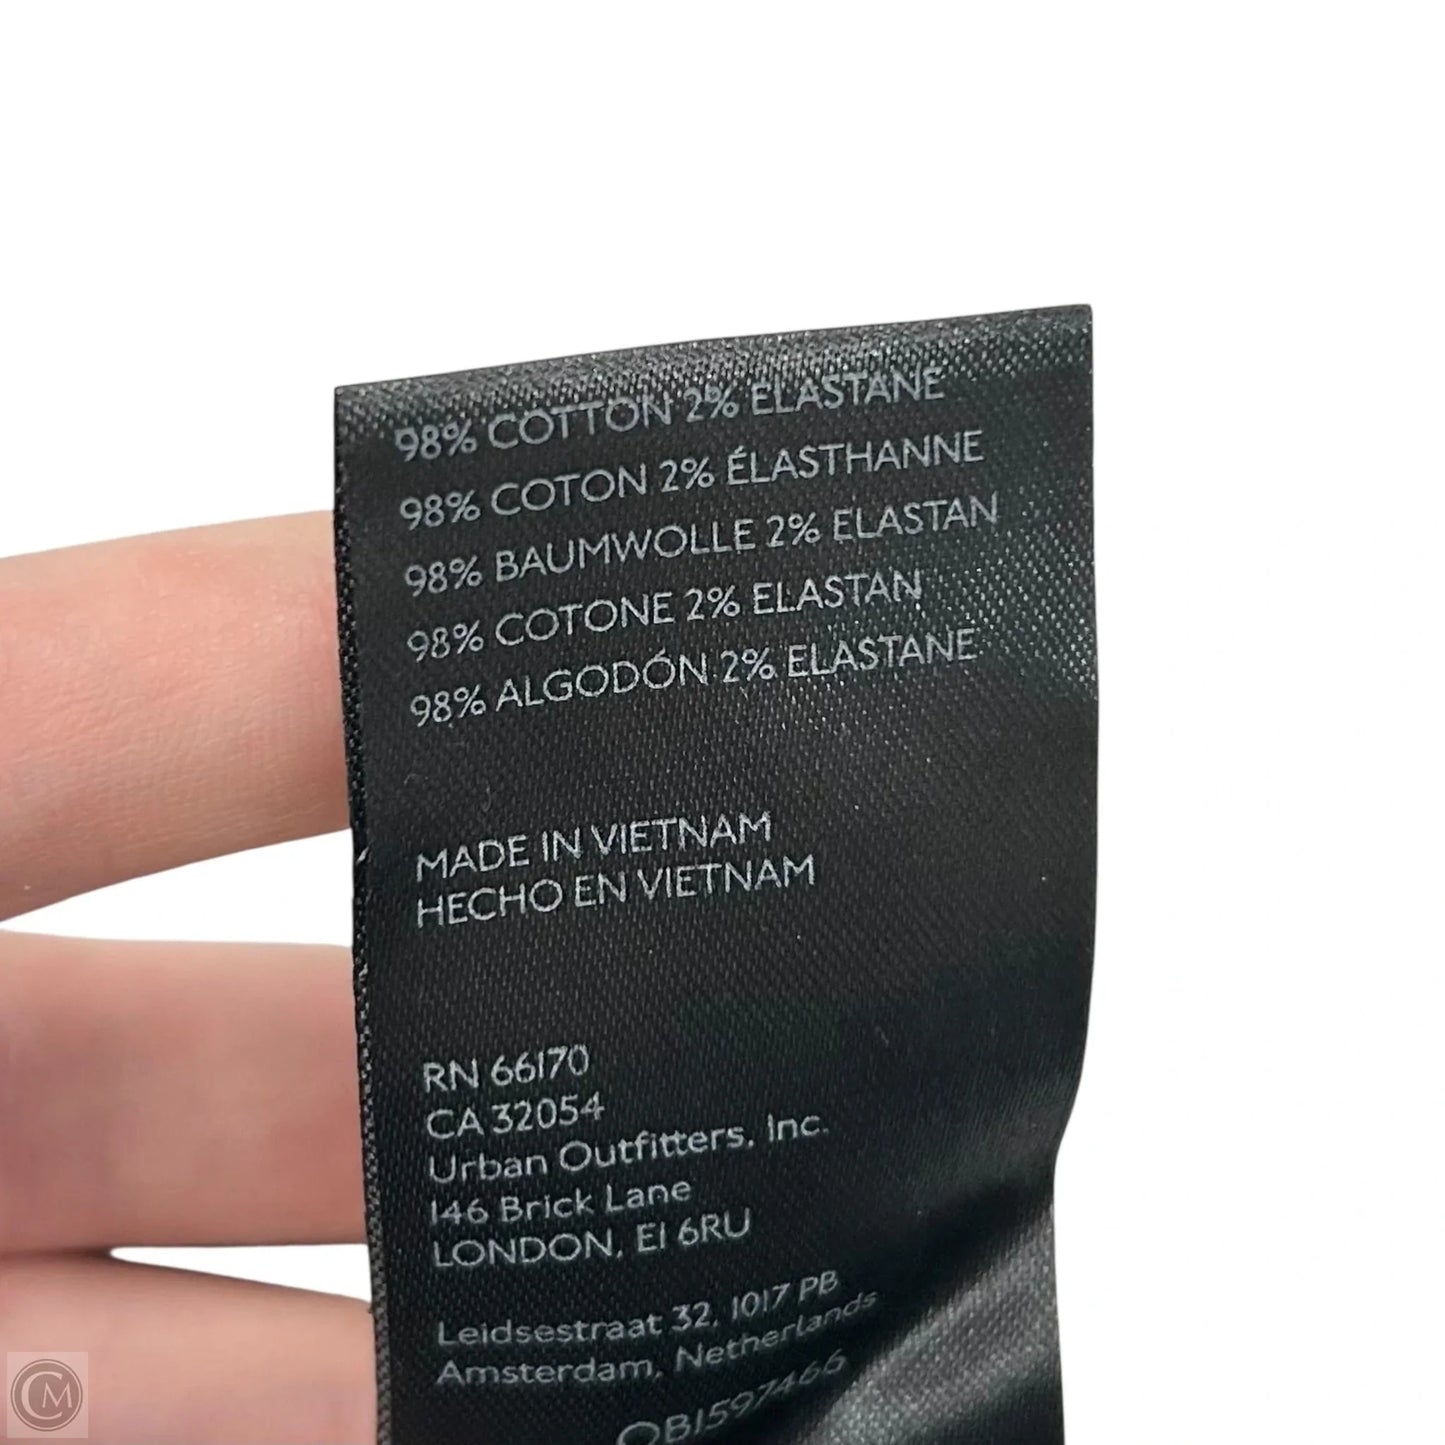 98% COTTON 2% ELASTANE
98% COTON 2% ÉLASTHANNE
98% BAUMWOLLE 2% ELASTAN
98% COTONE 2% ELASTAN
98% ALGODÓN 2% ELASTANE
MADE IN VIETNAM
HECHO EN VIETNAM
RN 66170
CA 32054
Urban Outfitters, Inc.
146 Brick Lane
LONDON, E1 6RU
Leidsestraat 32, 1017 PB
Amsterdam, Netherlands
OB1597466
CM